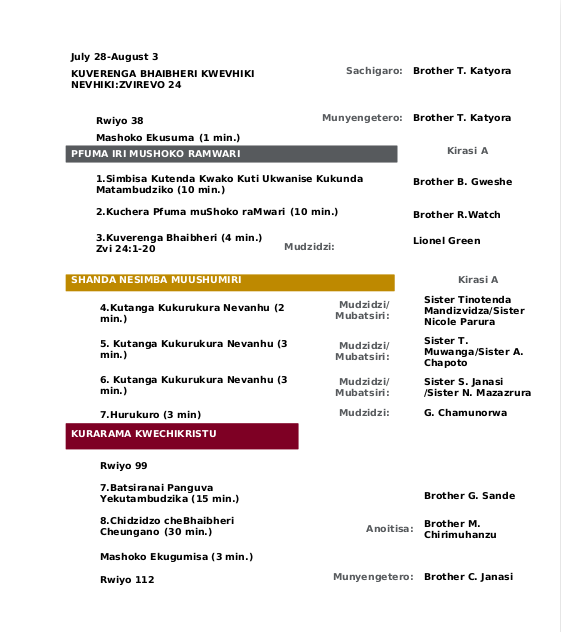 July 28-August 3
KUVERENGA BHAIBHERI KWEVHIKI
NEVHIKI:ZVIREVO 24
Sachigaro: Brother T. Katyora
Rwiyo 38
Munyengetero: Brother T. Katyora
Mashoko Ekusuma (1 min.)
PFUMA IRI MUSHOKO RAMWARI
Kirasi A
1.Simbisa Kutenda Kwako Kuti Ukwanise Kukunda
Matambudziko (10 min.)
Brother B. Gweshe
2.Kuchera Pfuma muShoko raMwari (10 min.)
Brother R.Watch
3.Kuverenga Bhaibheri (4 min.)
Zvi 24:1-20
Mudzidzi:
Lionel Green
SHANDA NESIMBA MUUSHUMIRI
Kirasi A
4.Kutanga Kukurukura Nevanhu (2
min.)
Mudzidzi/
Mubatsiri:
Sister Tinotenda
Mandizvidza/Sister
Nicole Parura
5. Kutanga Kukurukura Nevanhu (3
min.)
Mudzidzi/
Mubatsiri:
Sister T.
Muwanga/Sister A.
Chapoto
6. Kutanga Kukurukura Nevanhu (3
min.)
Mudzidzi/
Mubatsiri:
Sister S. Janasi
/Sister N. Mazazrura
7.Hurukuro (3 min)
Mudzidzi:
G. Chamunorwa
KURARAMA KWECHIKRISTU
Rwiyo 99
7.Batsiranai Panguva
Yekutambudzika (15 min.)
Brother G. Sande
8.Chidzidzo cheBhaibheri
Cheungano (30 min.)
Anoitisa:
Brother M.
Chirimuhanzu
Mashoko Ekugumisa (3 min.)
Rwiyo 112
Munyengetero: Brother C. Janasi